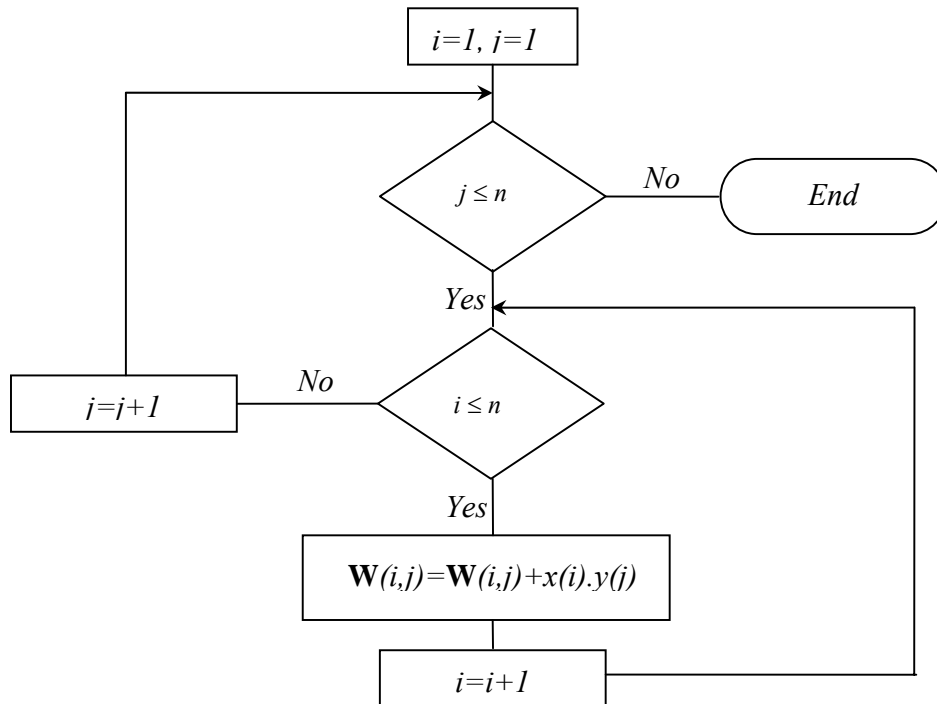 i=1, j=1
j ≤ n
No
End
Yes
No
i ≤ n
j=j+1
Yes
W(i,j)=W(i,j)+x(i).y(j)
i=i+1